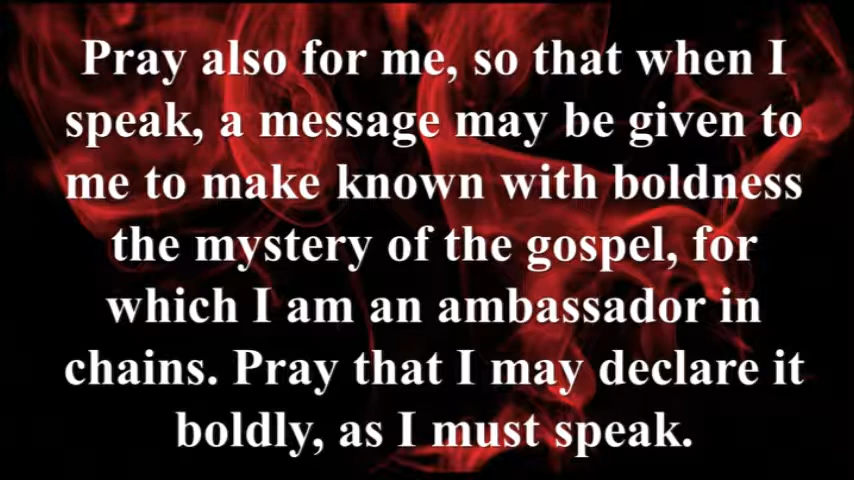 Pray also for me, so that when I
speak, a message may be given to
me to make known with boldness
the mystery of the gospel, for
which I am an ambassador in
chains. Pray that I may declare it
boldly, as I must speak.